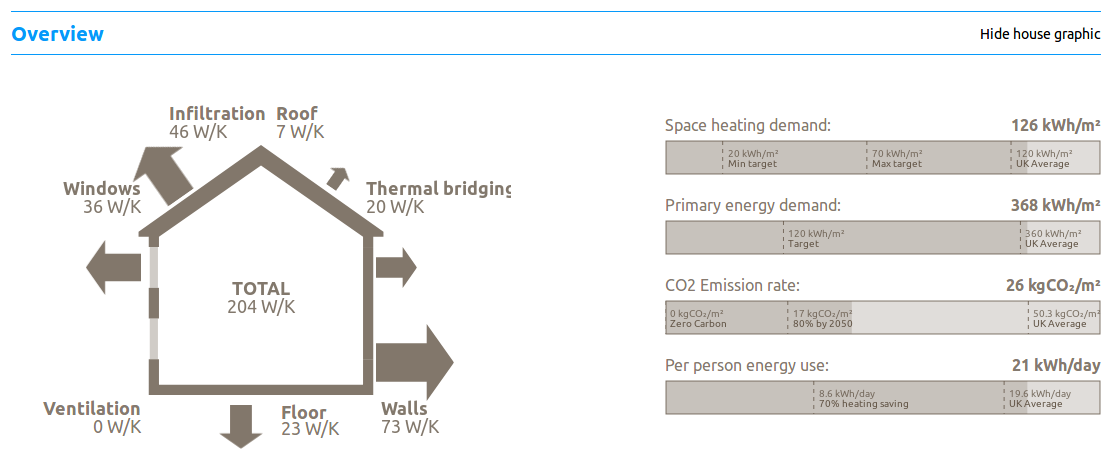 Overview
Hide house graphic
Infiltration
46 W/K
Roof
7 W/K
Windows
36 W/K
Thermal bridging
20 W/K
TOTAL
204 W/K
Ventilation
0 W/K
Floor
23 W/K
Walls
73 W/K
Space heating demand:
126 kWh/m²
20 kWh/m²
Min target
70 kWh/m²
Max target
120 kWh/m²
UK Average
Primary energy demand:
368 kWh/m²
120 kWh/m²
Target
360 kWh/m²
UK Average
CO2 Emission rate:
26 kgCO₂/m²
0 kgCO₂/m²
Zero Carbon
17 kgCO₂/m²
80% by 2050
50.3 kgCO₂/m²
UK Average
Per person energy use:
21 kWh/day
8.6 kWh/day
70% heating saving
19.6 kWh/day
UK Average